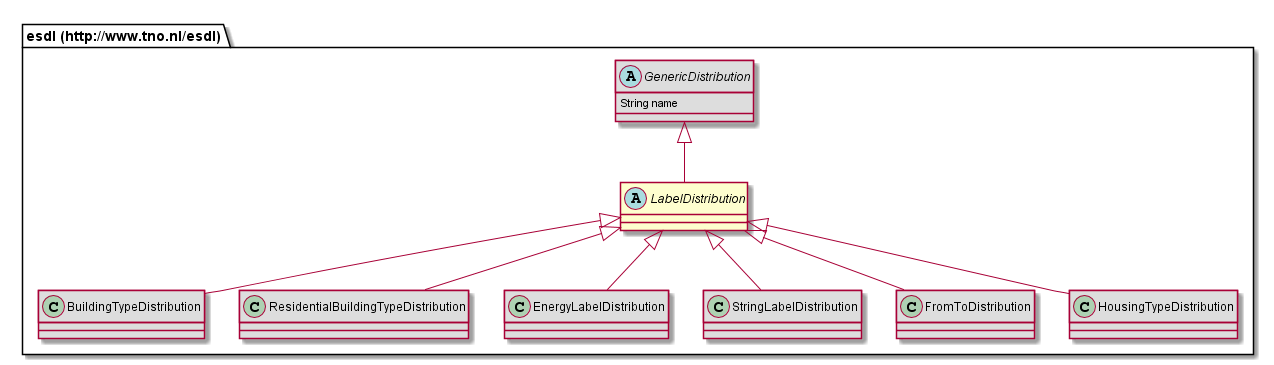 esdl (http://www.tno.nl/esdl)
A GenericDistribution
String name
A LabelDistribution
C BuildingTypeDistribution
C ResidentialBuildingTypeDistribution
C EnergyLabelDistribution
C StringLabelDistribution
C FromToDistribution
C HousingTypeDistribution